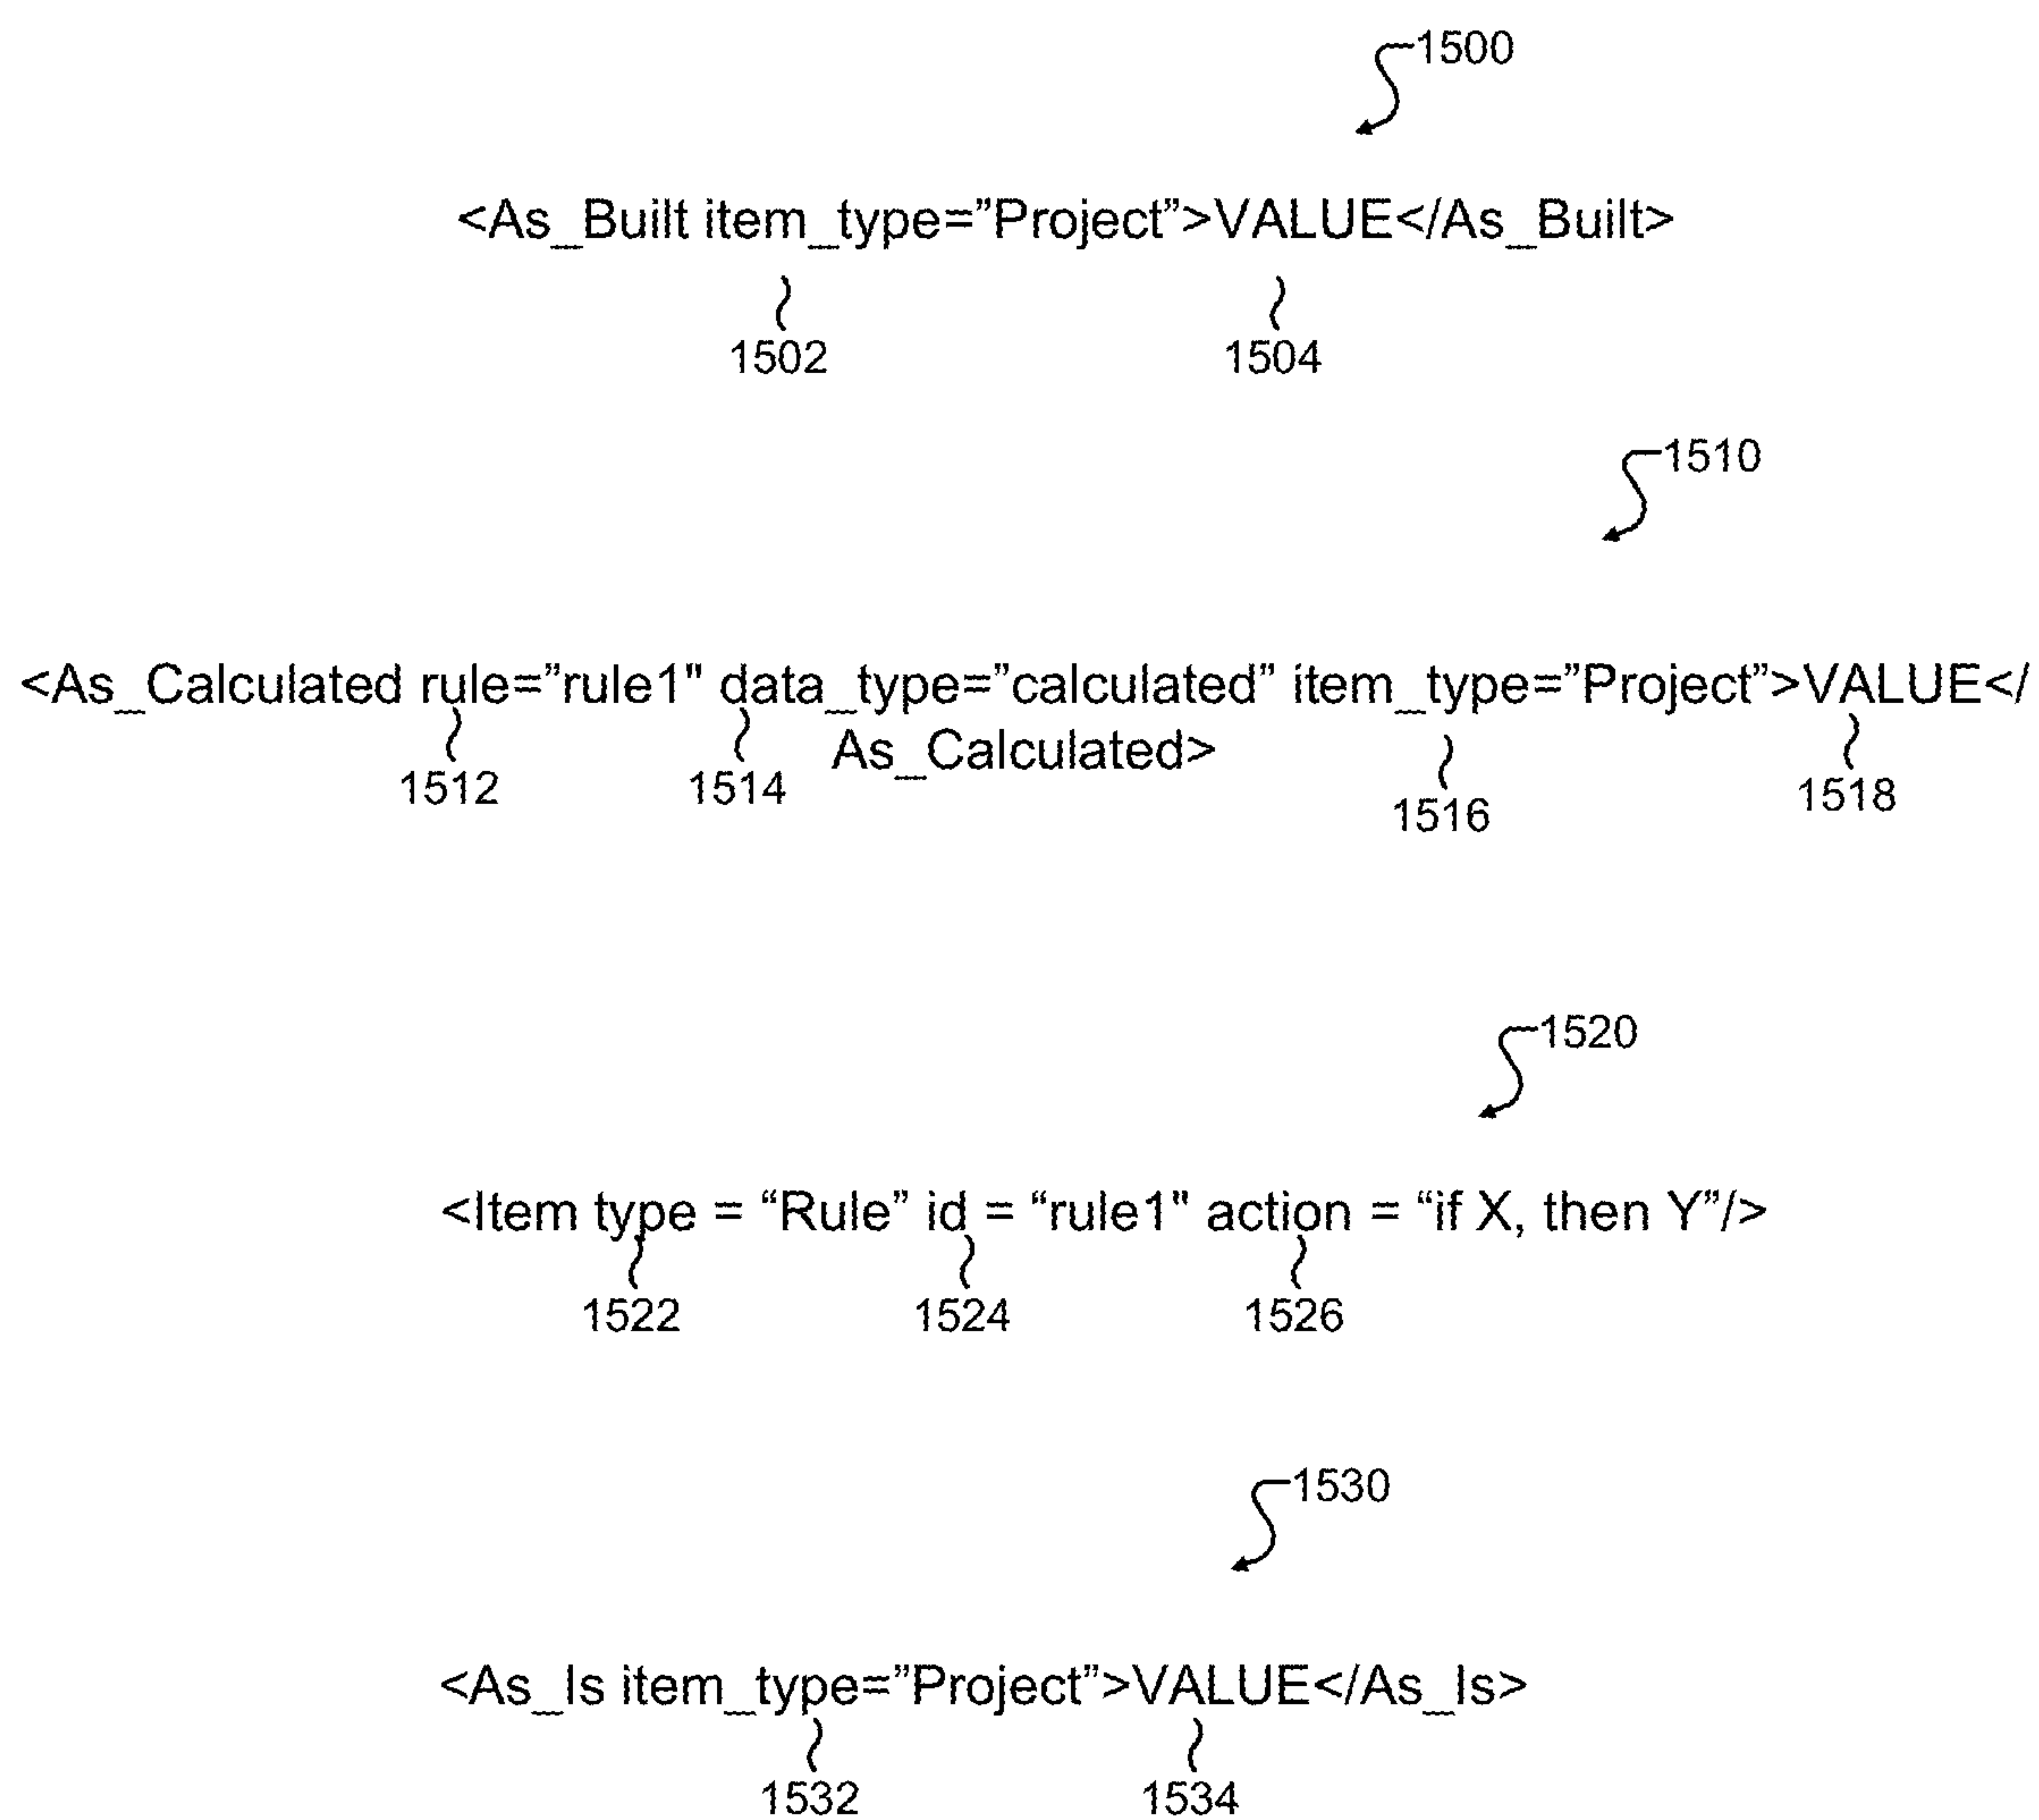 1500
<As_Built item_type=”Project”>VALUE</As_Built>
1502 1504
1510
<As_Calculated rule=”rule1" data_type=”calculated” item_type=”Project”>VALUE</
As_Calculated>
1512 1514 1516 1518
1520
<Item type = “Rule” id = “rule1" action = “if X, then Y”/>
1522 1524 1526
1530
<As_Is item_type=”Project”>VALUE</As_Is>
1532 1534